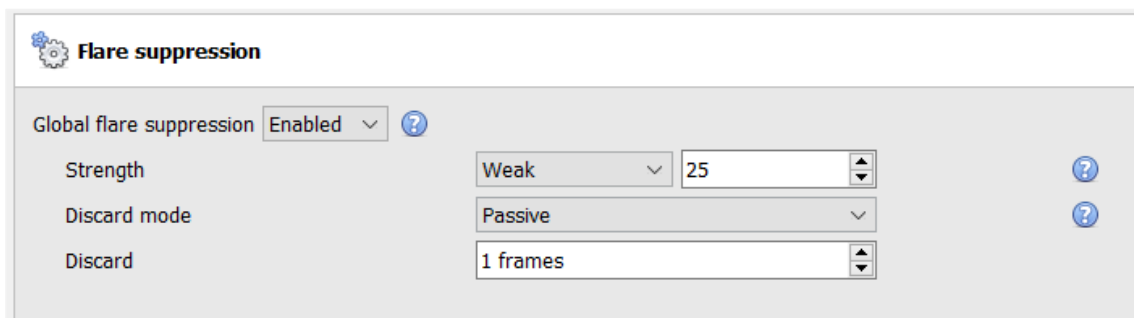 Flare suppression
Global flare suppression Enabled
Strength Weak 25
Discard mode Passive
Discard 1 frames